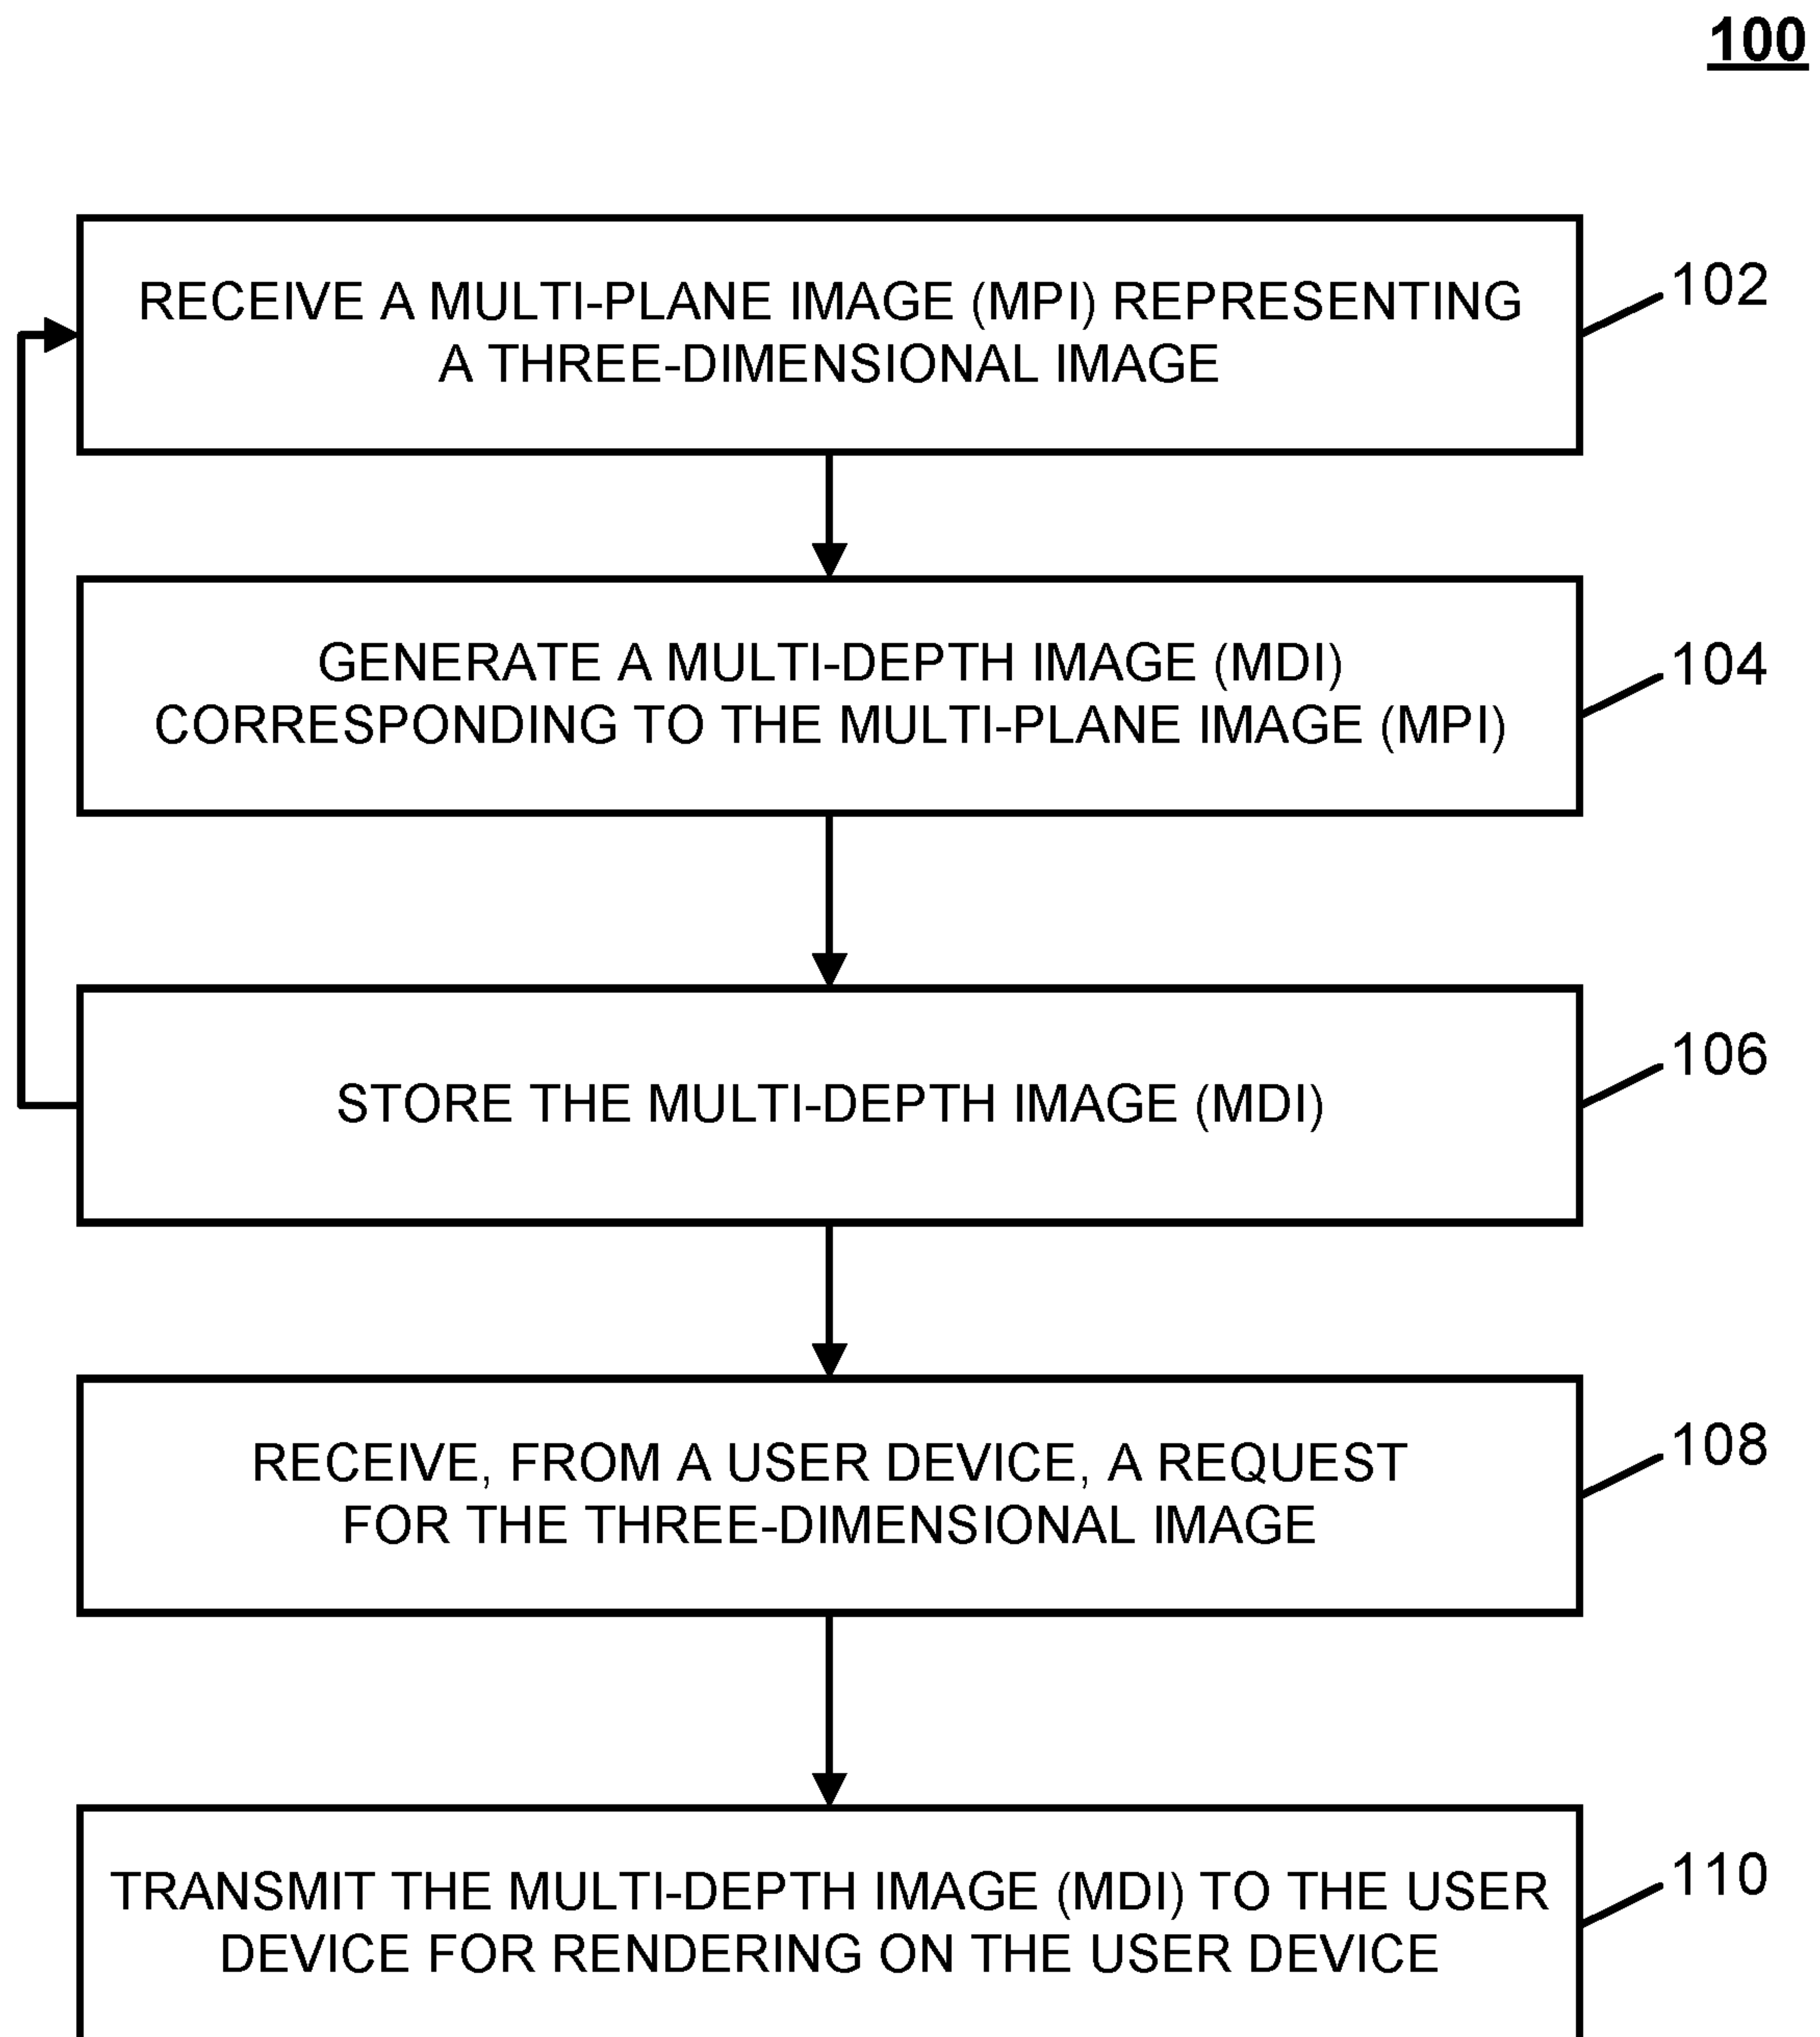 100
RECEIVE A MULTI-PLANE IMAGE (MPI) REPRESENTING
A THREE-DIMENSIONAL IMAGE
102
GENERATE A MULTI-DEPTH IMAGE (MDI)
CORRESPONDING TO THE MULTI-PLANE IMAGE (MPI)
104
STORE THE MULTI-DEPTH IMAGE (MDI)
106
RECEIVE, FROM A USER DEVICE, A REQUEST
FOR THE THREE-DIMENSIONAL IMAGE
108
TRANSMIT THE MULTI-DEPTH IMAGE (MDI) TO THE USER
DEVICE FOR RENDERING ON THE USER DEVICE
110